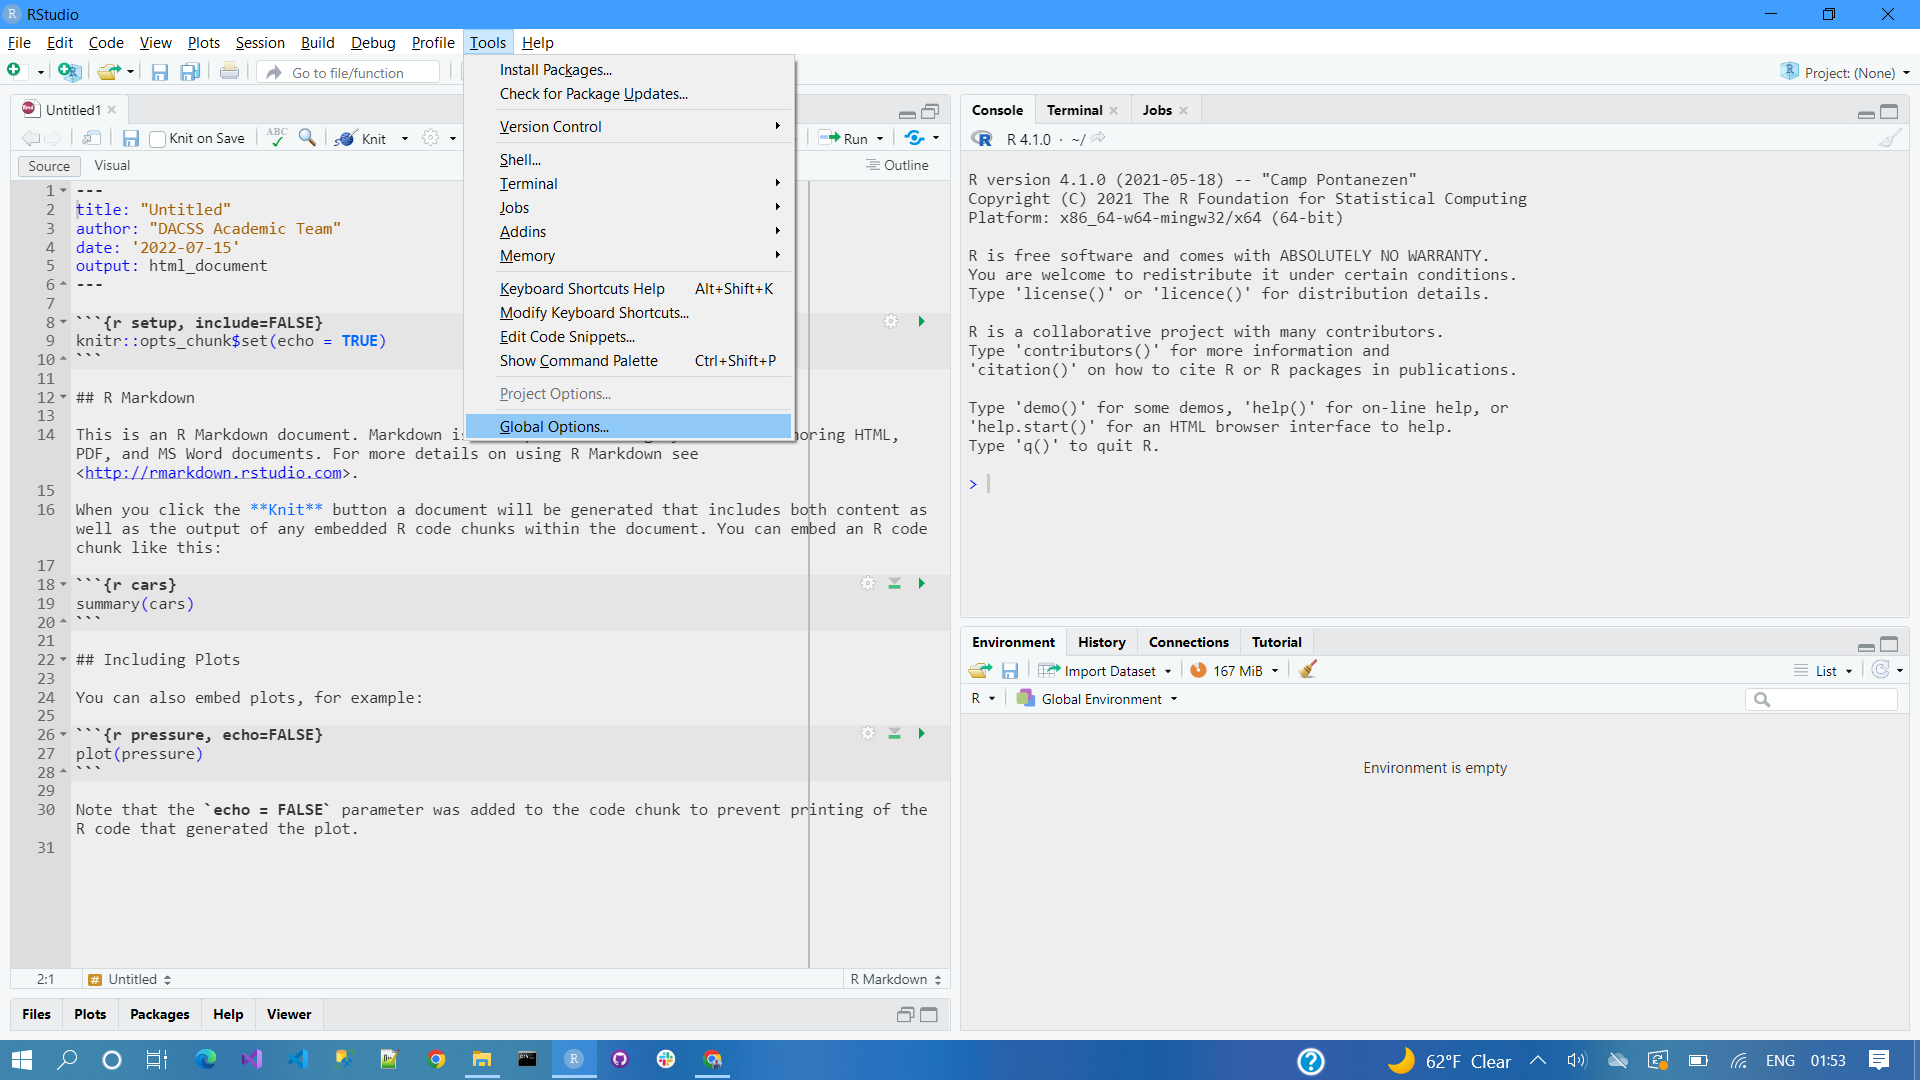 RStudio
File Edit Code View Plots Session Build Debug Profile Tools Help
Go to file/function
Project: (None)
Install Packages...
Check for Package Updates...
Version Control
Shell...
Terminal
Jobs
Addins
Memory
Keyboard Shortcuts Help Alt+Shift+K
Modify Keyboard Shortcuts...
Edit Code Snippets...
Show Command Palette Ctrl+Shift+P
Project Options...
Global Options...
Untitled1
Knit on Save ABC Knit Run
Source Visual Outline
1 ---
2 title: "Untitled"
3 author: "DACSS Academic Team"
4 date: '2022-07-15'
5 output: html_document
6 ---
7
8 ```{r setup, include=FALSE}
9 knitr::opts_chunk$set(echo = TRUE)
10 ```
11
12 ## R Markdown
13
14 This is an R Markdown document. Markdown is
PDF, and MS Word documents. For more details on using R Markdown see
<http://rmarkdown.rstudio.com>.
15
16 When you click the **Knit** button a document will be generated that includes both content as
well as the output of any embedded R code chunks within the document. You can embed an R code
chunk like this:
17
18 ```{r cars}
19 summary(cars)
20 ```
21
22 ## Including Plots
23
24 You can also embed plots, for example:
25
26 ```{r pressure, echo=FALSE}
27 plot(pressure)
28 ```
29
30 Note that the `echo = FALSE` parameter was added to the code chunk to prevent printing of the
R code that generated the plot.
31
2:1 # Untitled R Markdown
Files Plots Packages Help Viewer
Console Terminal Jobs
R 4.1.0 · ~/
R version 4.1.0 (2021-05-18) -- "Camp Pontanezen"
Copyright (C) 2021 The R Foundation for Statistical Computing
Platform: x86_64-w64-mingw32/x64 (64-bit)
R is free software and comes with ABSOLUTELY NO WARRANTY.
You are welcome to redistribute it under certain conditions.
Type 'license()' or 'licence()' for distribution details.
R is a collaborative project with many contributors.
Type 'contributors()' for more information and
'citation()' on how to cite R or R packages in publications.
Type 'demo()' for some demos, 'help()' for on-line help, or
'help.start()' for an HTML browser interface to help.
Type 'q()' to quit R.
>
Environment History Connections Tutorial
Import Dataset 167 MiB List
R Global Environment
Environment is empty
62°F Clear ENG 01:53